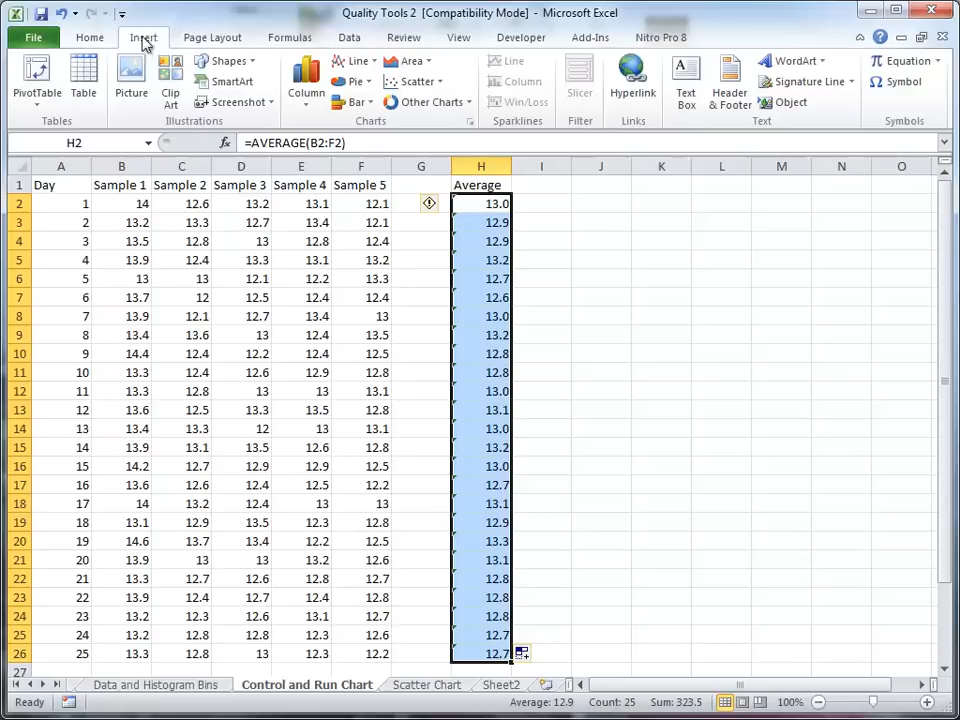 Quality Tools 2 [Compatibility Mode] - Microsoft Excel
File Home Insert Page Layout Formulas Data Review View Developer Add-Ins Nitro Pro 8
PivotTable Table Picture Clip Art Shapes SmartArt Screenshot Column Line Pie Bar Area Scatter Other Charts Line Column Win/Loss Slicer Hyperlink Text Box Header & Footer WordArt Signature Line Object Equation Symbol
Tables Illustrations Charts Sparklines Filter Links Text Symbols
H2 fx =AVERAGE(B2:F2)
A B C D E F G H I J K L M N O
1 Day Sample 1 Sample 2 Sample 3 Sample 4 Sample 5 Average
2 1 14 12.6 13.2 13.1 12.1 13.0
3 2 13.2 13.3 12.7 13.4 12.1 12.9
4 3 13.5 12.8 13 12.8 12.4 12.9
5 4 13.9 12.4 13.3 13.1 13.2 13.2
6 5 13 13 12.1 12.2 13.3 12.7
7 6 13.7 12 12.5 12.4 12.4 12.6
8 7 13.9 12.1 12.7 13.4 13 13.0
9 8 13.4 13.6 13 12.4 13.5 13.2
10 9 14.4 12.4 12.2 12.4 12.5 12.8
11 10 13.3 12.4 12.6 12.9 12.8 12.8
12 11 13.3 12.8 13 13 13.1 13.0
13 12 13.6 12.5 13.3 13.5 12.8 13.1
14 13 13.4 13.3 12 13 13.1 13.0
15 14 13.9 13.1 13.5 12.6 12.8 13.2
16 15 14.2 12.7 12.9 12.9 12.5 13.0
17 16 13.6 12.6 12.4 12.5 12.2 12.7
18 17 14 13.2 12.4 13 13 13.1
19 18 13.1 12.9 13.5 12.3 12.8 12.9
20 19 14.6 13.7 13.4 12.2 12.5 13.3
21 20 13.9 13 13 13.2 12.6 13.1
22 21 13.3 12.7 12.6 12.8 12.7 12.8
23 22 13.9 12.4 12.7 12.4 12.8 12.8
24 23 13.2 12.3 12.6 13.1 12.7 12.8
25 24 13.2 12.8 12.8 12.3 12.6 12.7
26 25 13.3 12.8 13 12.3 12.2 12.7
27
Data and Histogram Bins Control and Run Chart Scatter Chart Sheet2
Ready Average: 12.9 Count: 25 Sum: 323.5 100%